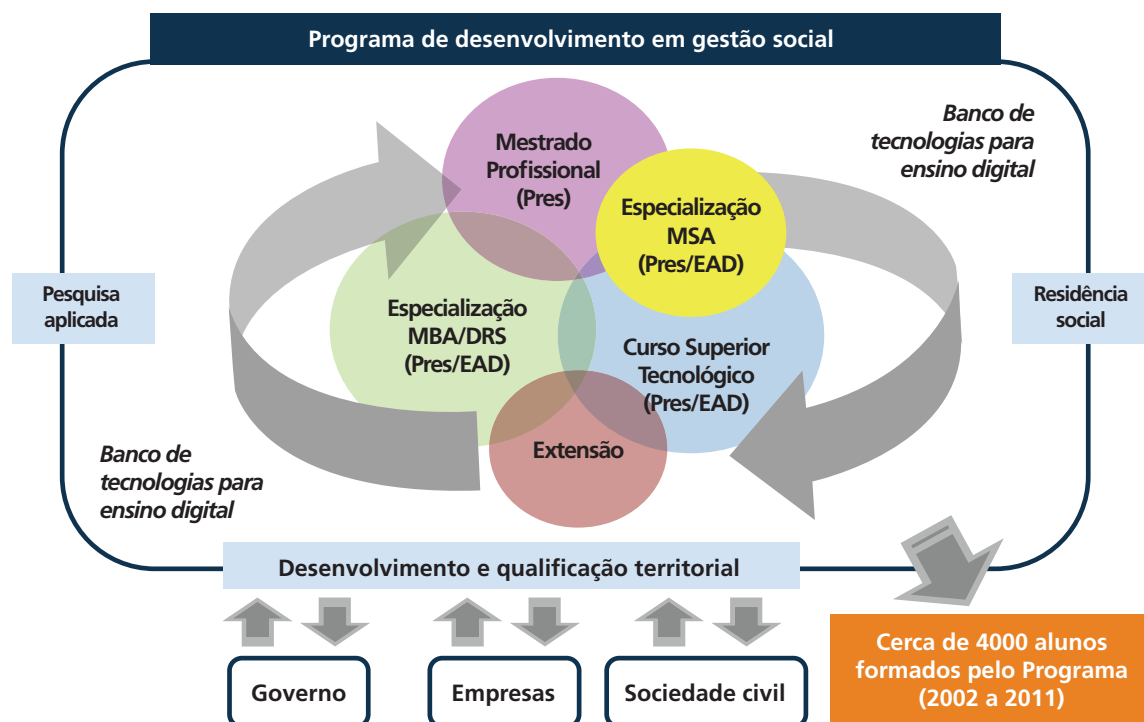 Programa de desenvolvimento em gestão social
Banco de
tecnologias para
ensino digital
Mestrado
Profissional
(Pres)
Especialização
MSA
(Pres/EAD)
Pesquisa
aplicada
Especialização
MBA/DRS
(Pres/EAD)
Curso Superior
Tecnológico
(Pres/EAD)
Residência
social
Extensão
Banco de
tecnologias para
ensino digital
Desenvolvimento e qualificação territorial
Governo
Empresas
Sociedade civil
Cerca de 4000 alunos
formados pelo Programa
(2002 a 2011)